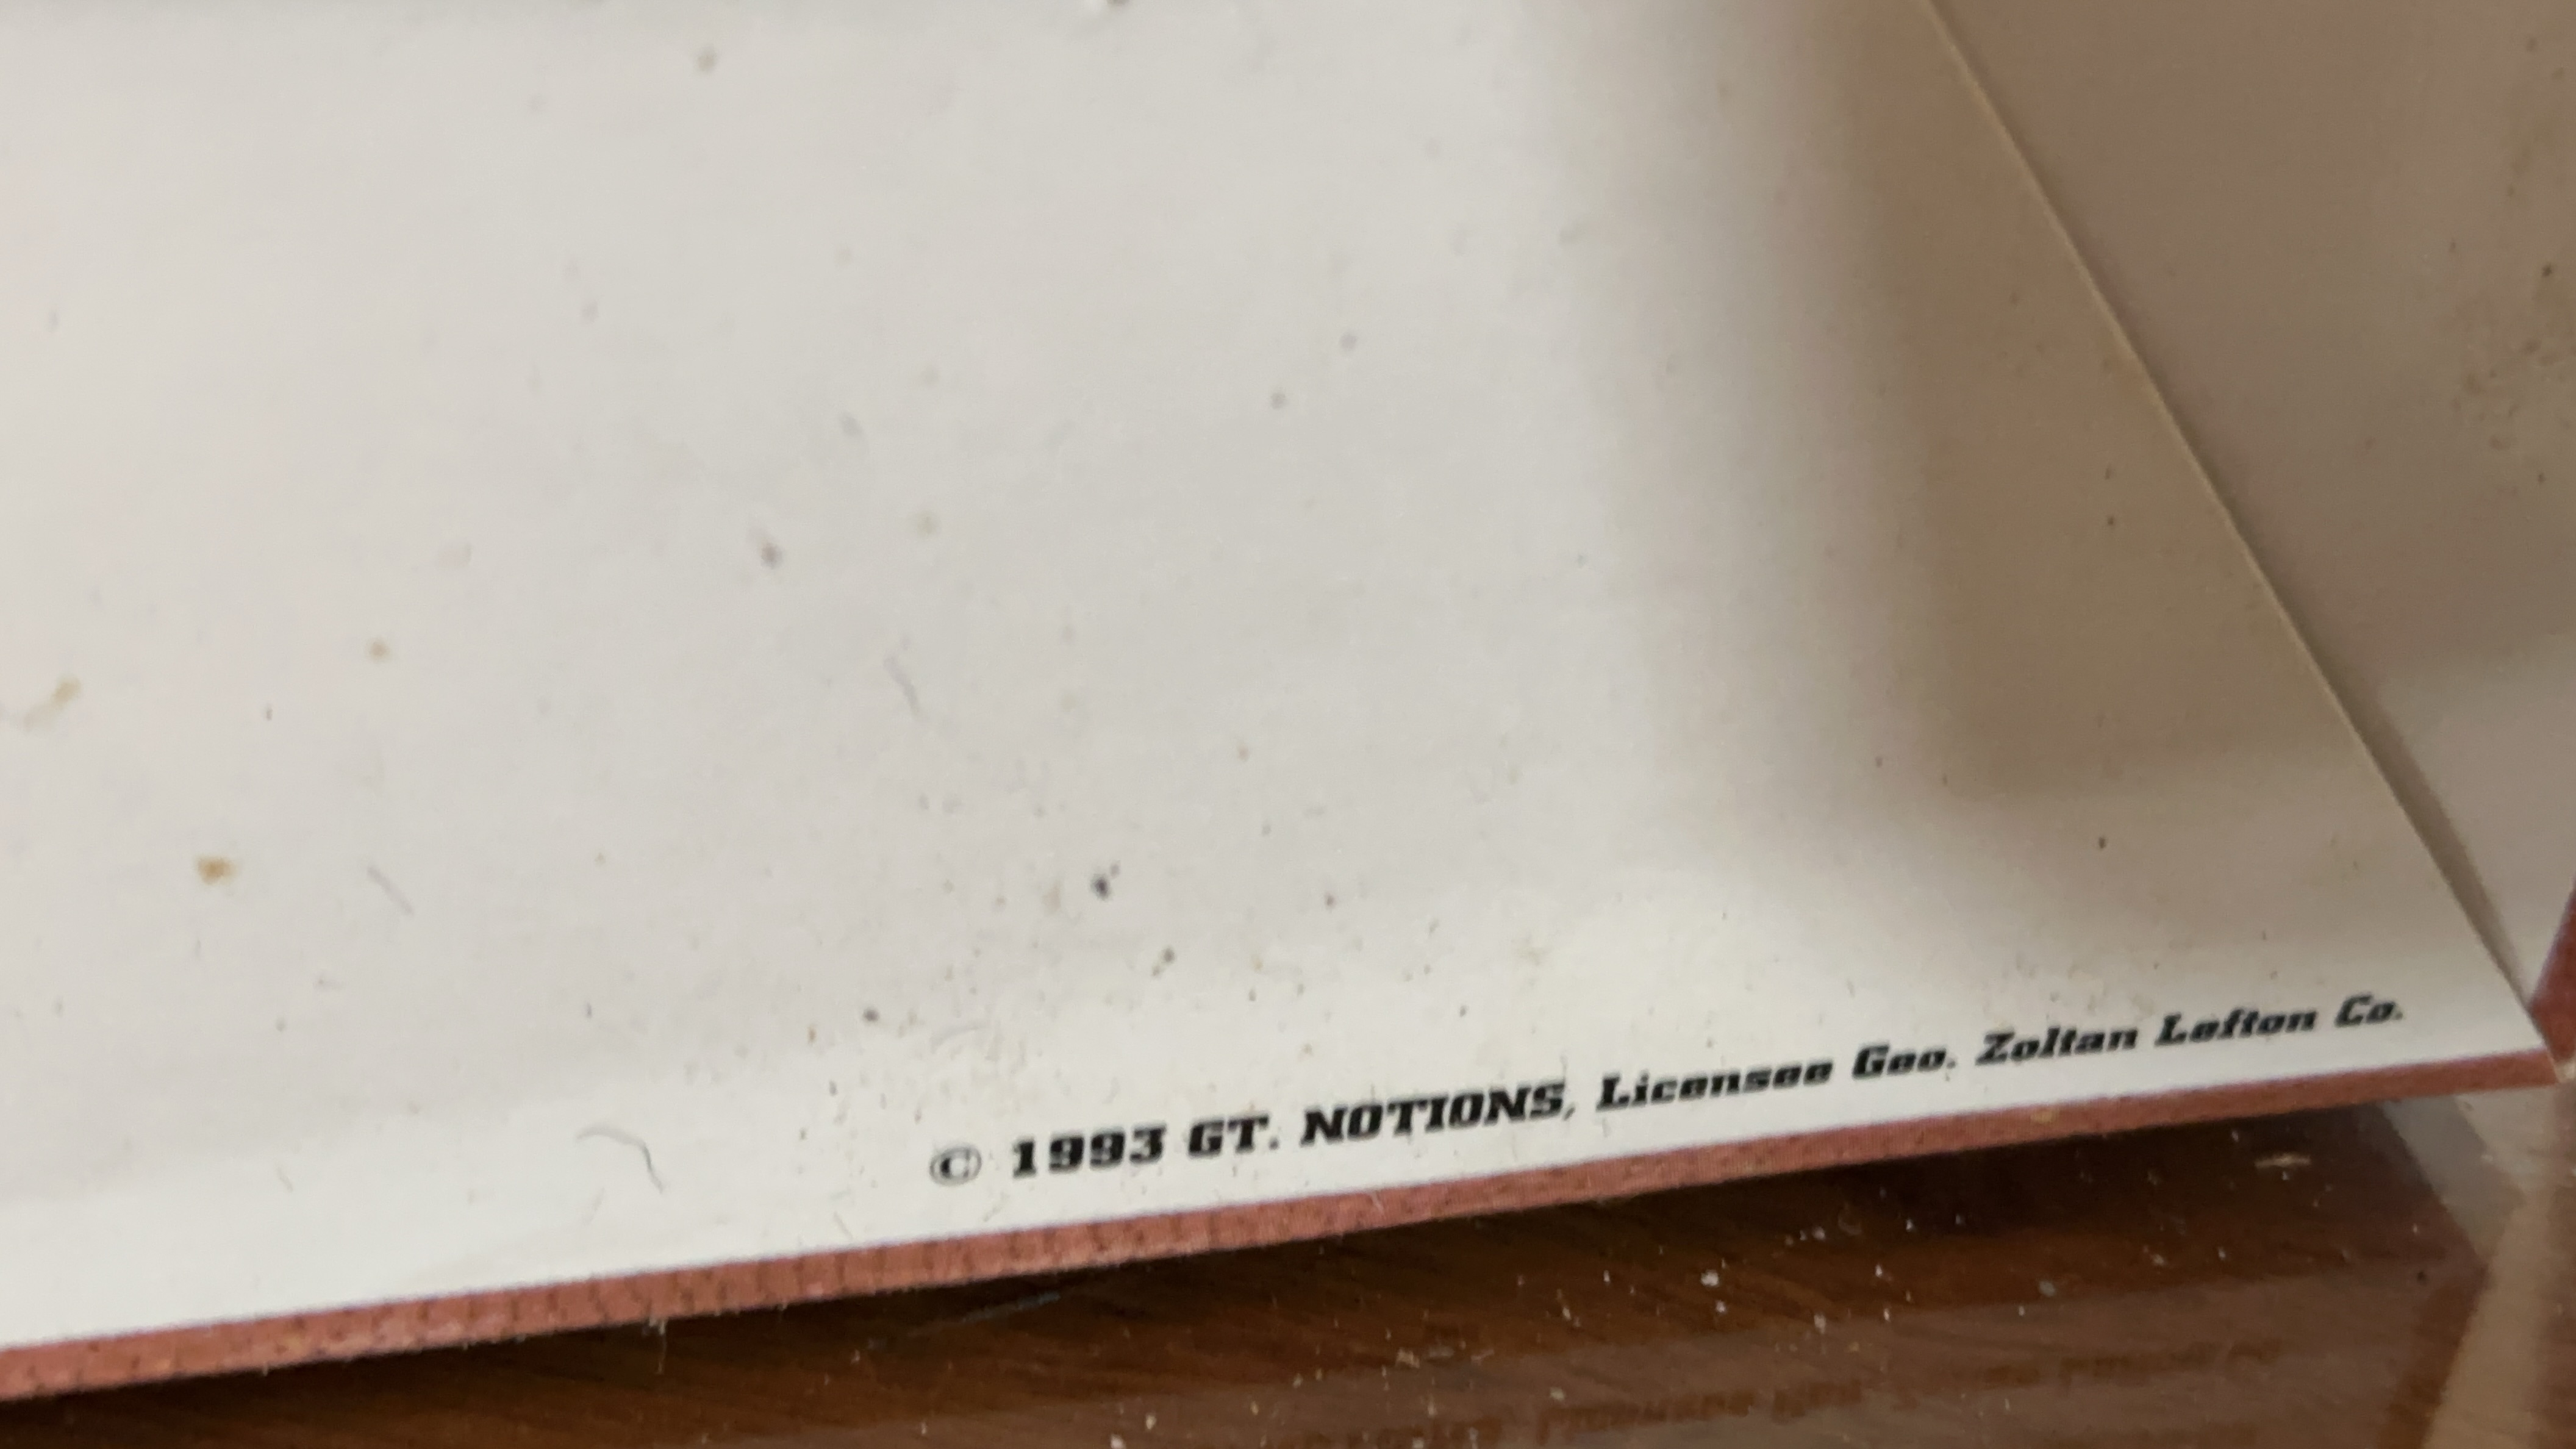 © 1993 GT. NOTIONS, Licensee Geo. Zoltan Lefton Co.